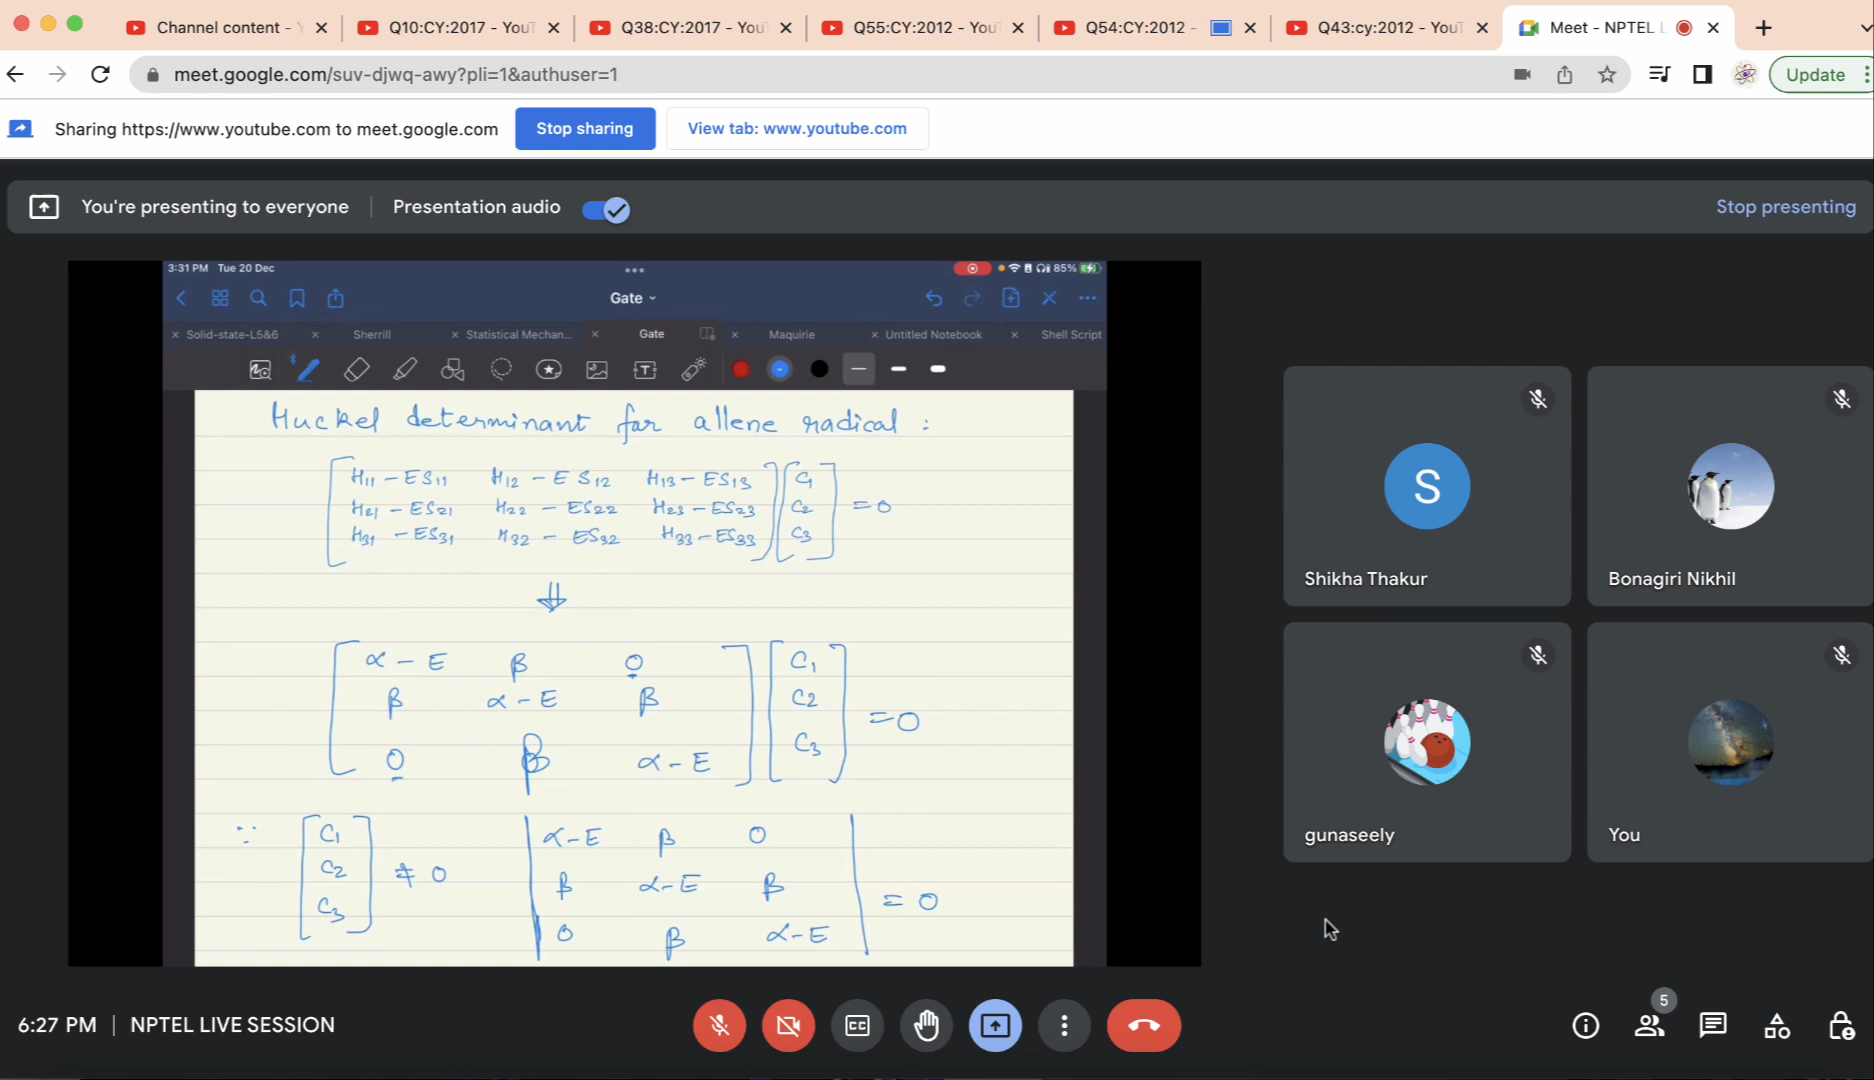 Channel content - Y
Q10:CY:2017 - YouT
Q38:CY:2017 - YouT
Q55:CY:2012 - YouT
Q54:CY:2012 -
Q43:cy:2012 - YouT
Meet - NPTEL L
meet.google.com/suv-djwq-awy?pli=1&authuser=1
Update
Sharing https://www.youtube.com to meet.google.com
Stop sharing
View tab: www.youtube.com
You're presenting to everyone
Presentation audio
Stop presenting
3:31 PM Tue 20 Dec
85%
Gate
Solid-state-L5&6
Sherrill
Statistical Mechan...
Gate
Maquirie
Untitled Notebook
Shell Script
Huckel determinant for allene radical :
H11 - ES11 H12 - ES12 H13 - ES13 C1
H21 - ES21 H22 - ES22 H23 - ES23 C2 = 0
H31 - ES31 H32 - ES32 H33 - ES33 C3
⇓
α - E β 0 C1
β α - E β C2
= 0
0 β α - E C3
∵ C1 α-E β 0
C2 ≠ 0 β α-E β = 0
C3 0 β α-E
S
Shikha Thakur
Bonagiri Nikhil
gunaseely
You
6:27 PM | NPTEL LIVE SESSION
CC
5